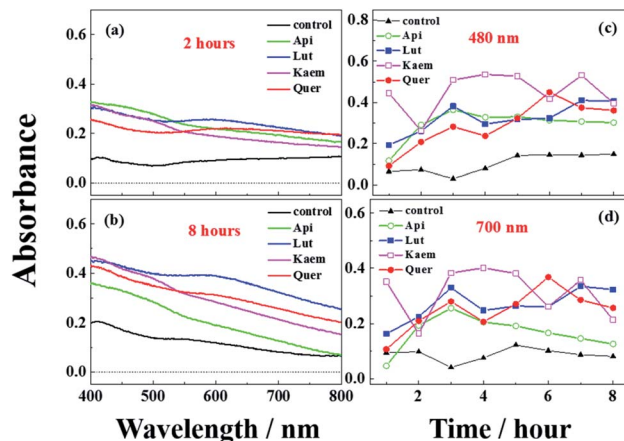 Absorbance
(a)
2 hours
control
Api
Lut
Kaem
Quer
0.6
0.4
0.2
0.0
(b)
8 hours
control
Api
Lut
Kaem
Quer
0.6
0.4
0.2
0.0
400 500 600 700 800
Wavelength / nm
(c)
480 nm
control
Api
Lut
Kaem
Quer
0.8
0.6
0.4
0.2
0.0
(d)
700 nm
control
Api
Lut
Kaem
Quer
0.6
0.4
0.2
0.0
2 4 6 8
Time / hour